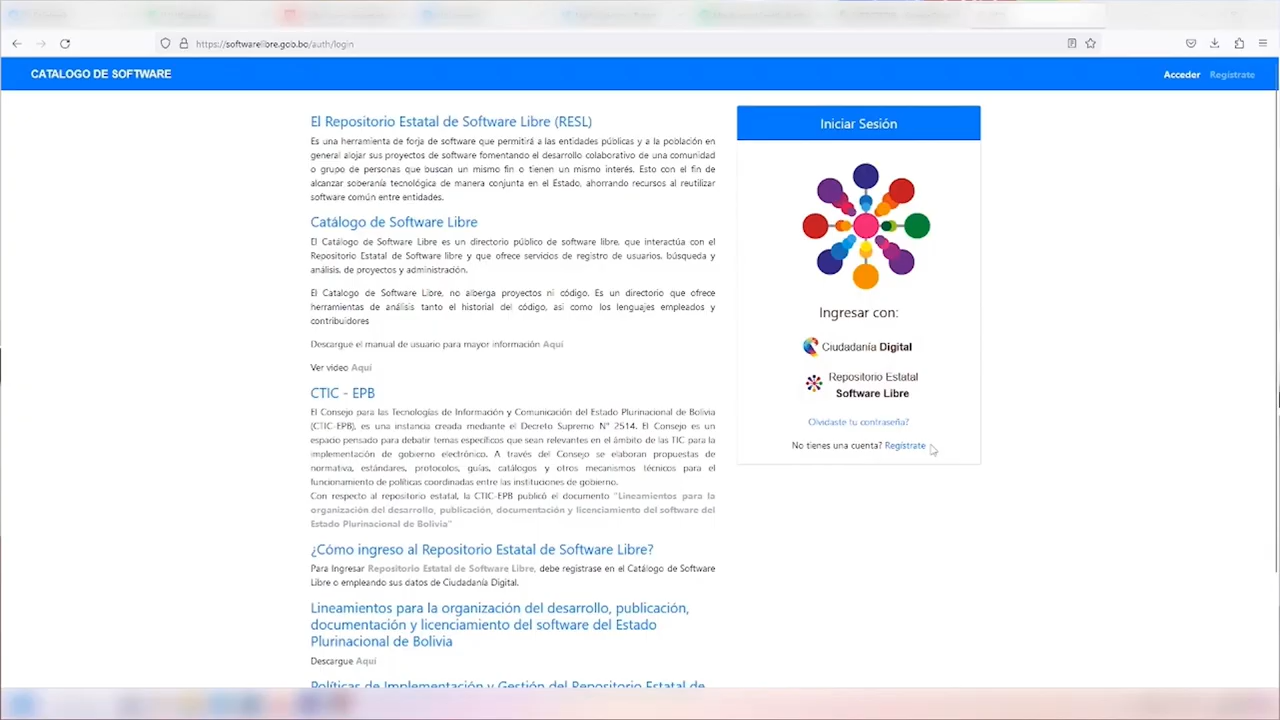 https://softwarelibre.gob.bo/auth/login
CATALOGO DE SOFTWARE
Acceder Regístrate
El Repositorio Estatal de Software Libre (RESL)
Es una herramienta de forja de software que permitirá a las entidades públicas y a la población en
general alojar sus proyectos de software fomentando el desarrollo colaborativo de una comunidad
o grupo de personas que buscan un mismo fin o tienen un mismo interés. Esto con el fin de
alcanzar soberanía tecnológica de manera conjunta en el Estado, ahorrando recursos al reutilizar
software común entre entidades.
Catálogo de Software Libre
El Catálogo de Software Libre es un directorio público de software libre, que interactúa con el
Repositorio Estatal de Software libre y que ofrece servicios de registro de usuarios, búsqueda y
análisis, de proyectos y administración.
El Catalogo de Software Libre, no alberga proyectos ni código. Es un directorio que ofrece
herramientas de análisis tanto el historial del código, asi como los lenguajes empleados y
contribuidores
Descargue el manual de usuario para mayor información Aquí
Ver video Aquí
CTIC - EPB
El Consejo para las Tecnologías de Información y Comunicación del Estado Plurinacional de Bolivia
(CTIC-EPB), es una instancia creada mediante el Decreto Supremo N° 2514. El Consejo es un
espacio pensado para debatir temas específicos que sean relevantes en el ámbito de las TIC para la
implementación de gobierno electrónico. A través del Consejo se elaboran propuestas de
normativa, estándares, protocolos, guías, catálogos y otros mecanismos técnicos para el
funcionamiento de políticas coordinadas entre las instituciones de gobierno.
Con respecto al repositorio estatal, la CTIC-EPB publicó el documento "Lineamientos para la
organización del desarrollo, publicación, documentación y licenciamiento del software del
Estado Plurinacional de Bolivia"
¿Cómo ingreso al Repositorio Estatal de Software Libre?
Para Ingresar Repositorio Estatal de Software Libre, debe registrase en el Catálogo de Software
Libre o empleando sus datos de Ciudadanía Digital.
Lineamientos para la organización del desarrollo, publicación,
documentación y licenciamiento del software del Estado
Plurinacional de Bolivia
Descargue Aquí
Políticas de Implementación y Gestión del Repositorio Estatal de
Iniciar Sesión
Ingresar con:
Ciudadanía Digital
Repositorio Estatal
Software Libre
Olvidaste tu contraseña?
No tienes una cuenta? Regístrate